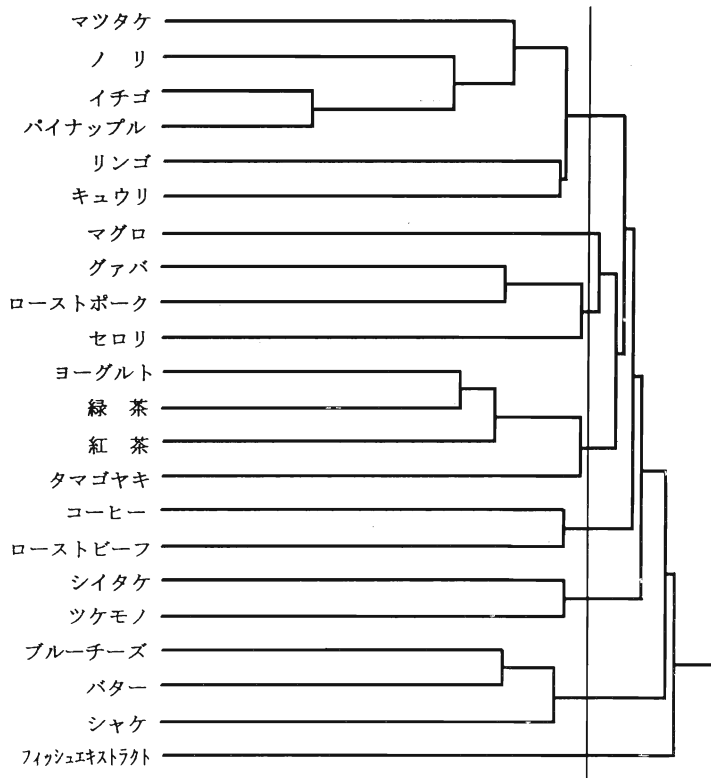 マツタケ
ノ リ
イチゴ
パイナップル
リンゴ
キュウリ
マグロ
グァバ
ローストポーク
セロリ
ヨーグルト
緑 茶
紅 茶
タマゴヤキ
コーヒー
ローストビーフ
シイタケ
ツケモノ
ブルーチーズ
バター
シャケ
フィッシュエキストラクト